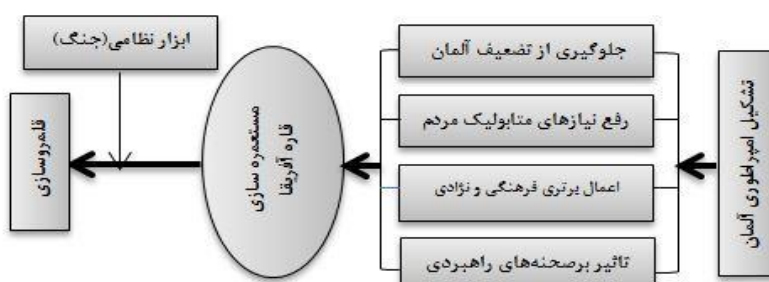 تشکیل امپراطوری آلمان
جلوگیری از تضعیف آلمان
رفع نیازهای متابولیک مردم
اعمال برتری فرهنگی و نژادی
تاثیر برصحنه‌های راهبردی
مستعمره سازی
قاره آفریقا
ابزار نظامی(جنگ)
قلمروسازی